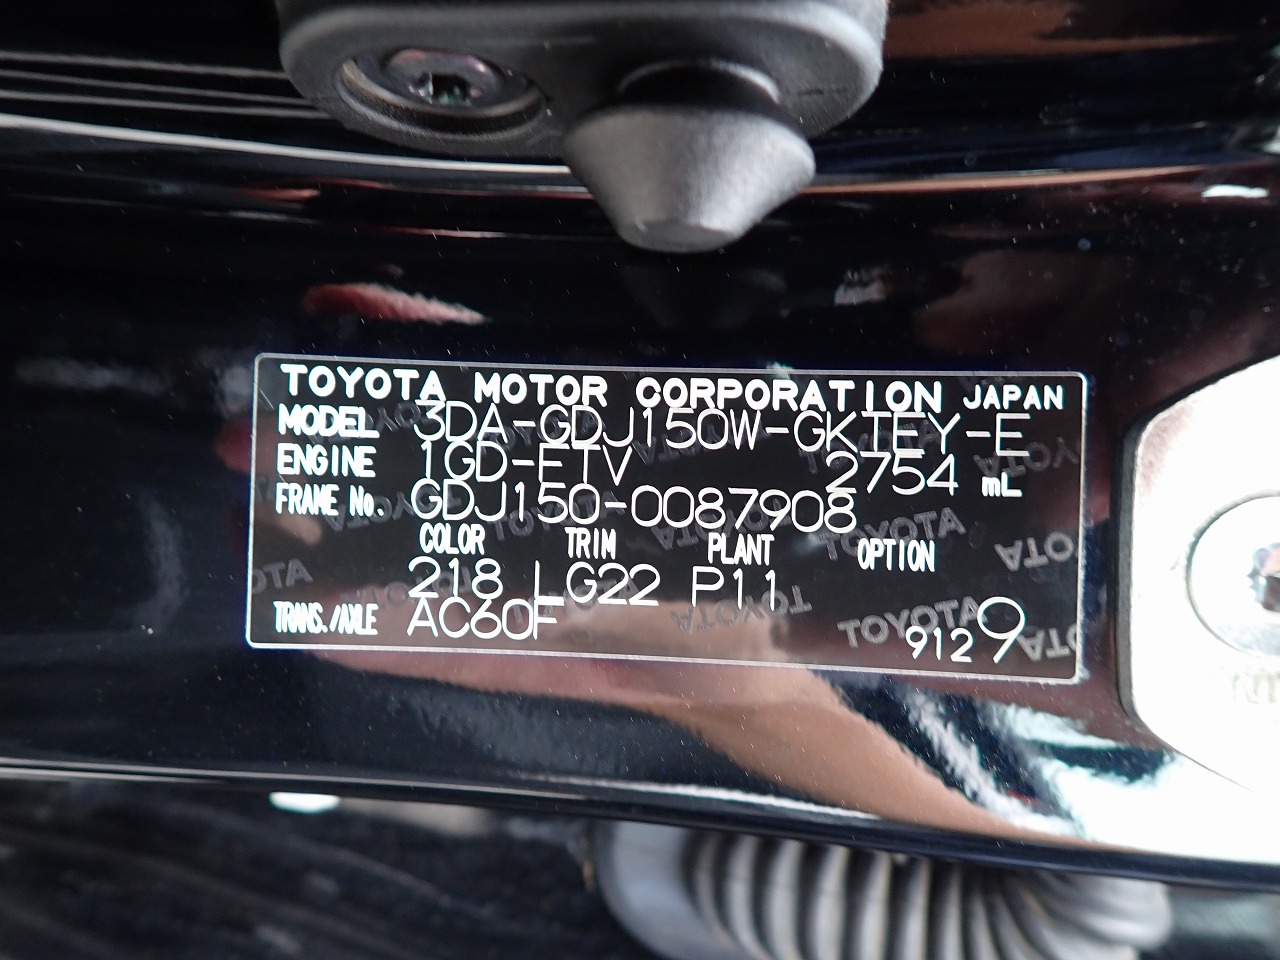 TOYOTA MOTOR CORPORATION JAPAN
MODEL 3DA-GDJ150W-GKTEY-E
ENGINE 1GD-FTV 2754 mL
FRAME No. GDJ150-0087908
COLOR TRIM PLANT OPTION
218 LG22 P11
TRANS./AXLE AC60F
9129